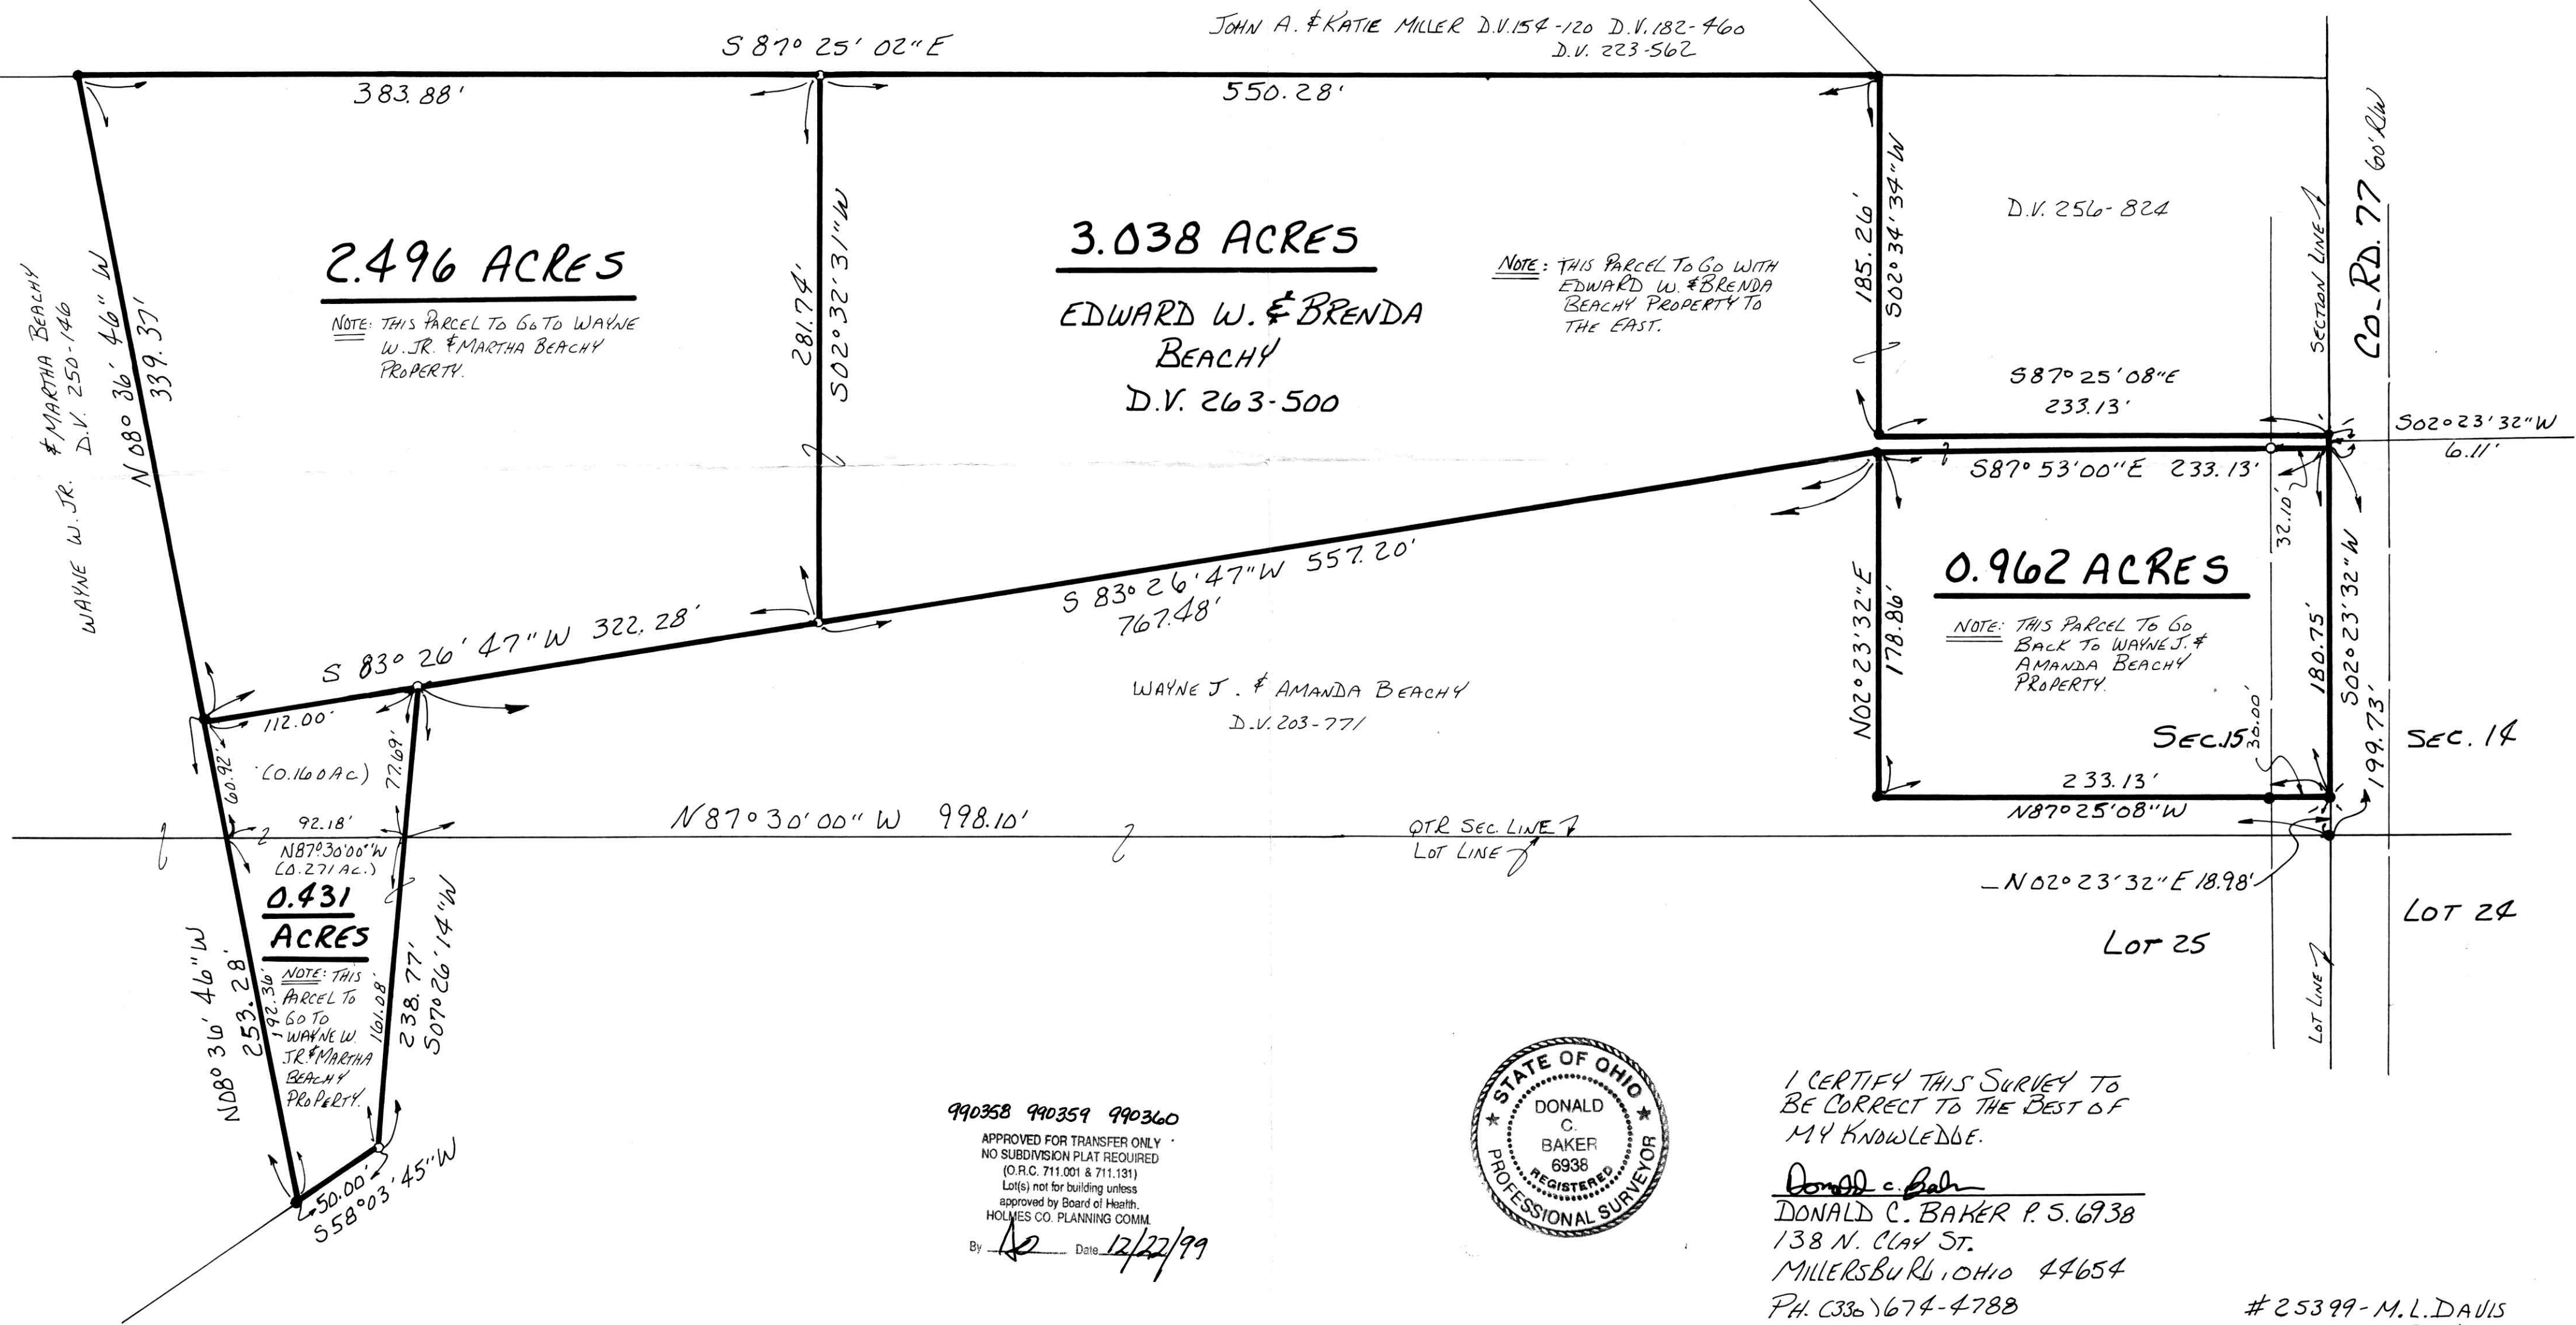 JOHN A. & KATIE MILLER D.V.154-120 D.V.182-460
D.V. 223-562
S 87° 25' 02" E
383.88'
550.28'
WAYNE W. JR. & MARTHA BEACHY
D.V. 250-146
N 08° 36' 46" W
339.37'
2.496 ACRES
NOTE: THIS PARCEL TO GO TO WAYNE
W. JR. & MARTHA BEACHY
PROPERTY.
281.74'
S02° 32' 31" W
3.038 ACRES
EDWARD W. & BRENDA
BEACHY
D.V. 263-500
NOTE: THIS PARCEL TO GO WITH
EDWARD W. & BRENDA
BEACHY PROPERTY TO
THE EAST.
185.26'
S02° 34' 34" W
D.V. 256-824
SECTION LINE
CO. RD. 77 60' R/W
S87° 25' 08" E
233.13'
S02° 23' 32" W
6.11'
S87° 53' 00" E 233.13'
32.10'
S 83° 26' 47" W 557.20'
767.48'
S 83° 26' 47" W 322.28'
0.962 ACRES
NOTE: THIS PARCEL TO GO
BACK TO WAYNE J. &
AMANDA BEACHY
PROPERTY.
N02° 23' 32" E
178.86'
180.75'
S02° 23' 32" W
199.73'
30.00'
SEC. 15
SEC. 14
233.13'
N87° 25' 08" W
WAYNE J. & AMANDA BEACHY
D.V. 203-771
112.00'
60.92'
(0.160 AC)
77.69'
92.18'
N87° 30' 00" W
(0.271 AC.)
N 87° 30' 00" W 998.10'
QTR SEC. LINE
LOT LINE
N 02° 23' 32" E 18.98'
LOT 24
LOT 25
LOT LINE
0.431
ACRES
NOTE: THIS
PARCEL TO
GO TO
WAYNE W.
JR. & MARTHA
BEACHY
PROPERTY.
N08° 36' 46" W
253.28'
192.36'
161.08'
238.77'
S07° 26' 14" W
50.00'
S58° 03' 45" W
990358 990359 990360
APPROVED FOR TRANSFER ONLY
NO SUBDIVISION PLAT REQUIRED
(O.R.C. 711.001 & 711.131)
Lot(s) not for building unless
approved by Board of Health.
HOLMES CO. PLANNING COMM.
By Date 12/22/99
STATE OF OHIO
DONALD
C.
BAKER
6938
REGISTERED
PROFESSIONAL SURVEYOR
I CERTIFY THIS SURVEY TO
BE CORRECT TO THE BEST OF
MY KNOWLEDGE.
Donald C. Baker
DONALD C. BAKER P.S. 6938
138 N. CLAY ST.
MILLERSBURG, OHIO 44654
PH. (330) 674-4788
#25399-M.L.DAVIS